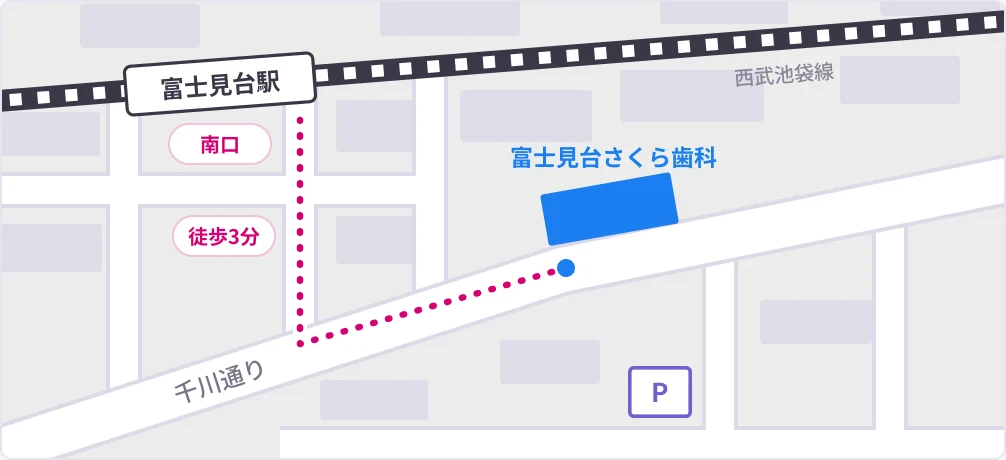 富士見台駅
西武池袋線
南口
富士見台さくら歯科
徒歩3分
千川通り
P